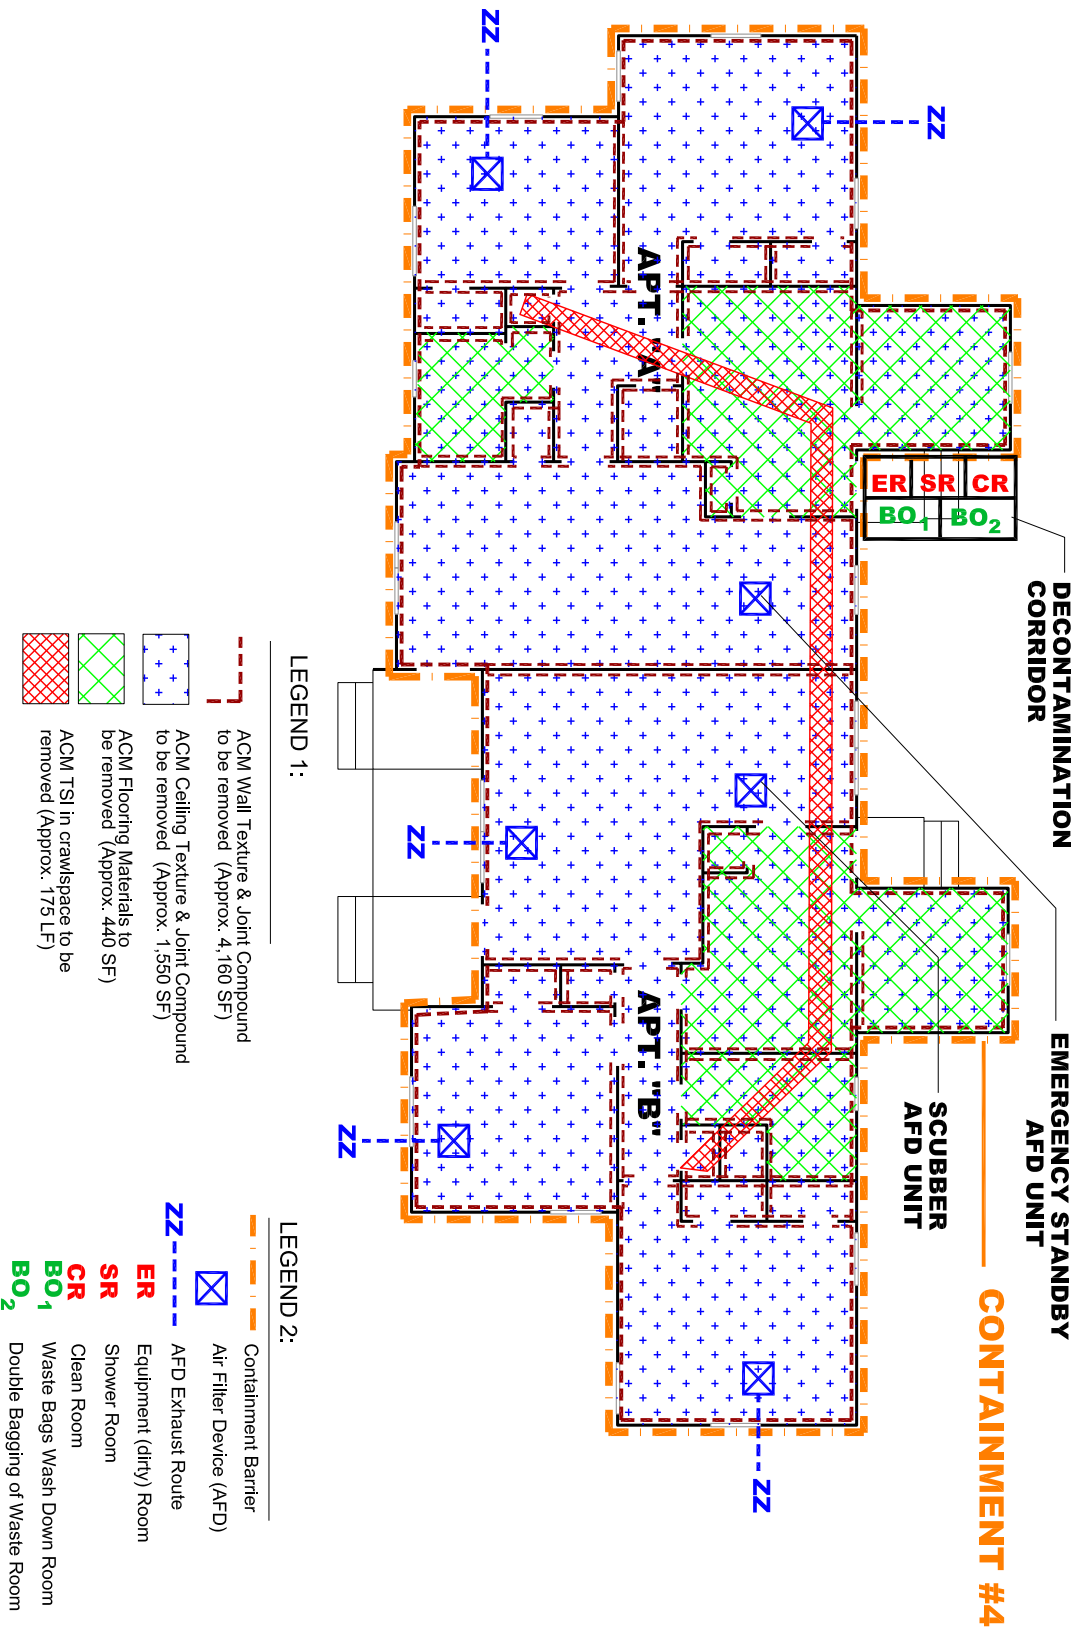 CONTAINMENT #4
DECONTAMINATION
CORRIDOR
EMERGENCY STANDBY
AFD UNIT
SCUBBER
AFD UNIT
ZZ
ZZ
ZZ
ZZ
ZZ
CR
SR
ER
BO2
BO1
APT. "A"
APT. "B"
LEGEND 1:
ACM Wall Texture & Joint Compound
to be removed (Approx. 4,160 SF)
ACM Ceiling Texture & Joint Compound
to be removed (Approx. 1,550 SF)
ACM Flooring Materials to
be removed (Approx. 440 SF)
ACM TSI in crawlspace to be
removed (Approx. 175 LF)
LEGEND 2:
Containment Barrier
Air Filter Device (AFD)
ZZ AFD Exhaust Route
ER Equipment (dirty) Room
SR Shower Room
CR Clean Room
BO1 Waste Bags Wash Down Room
BO2 Double Bagging of Waste Room